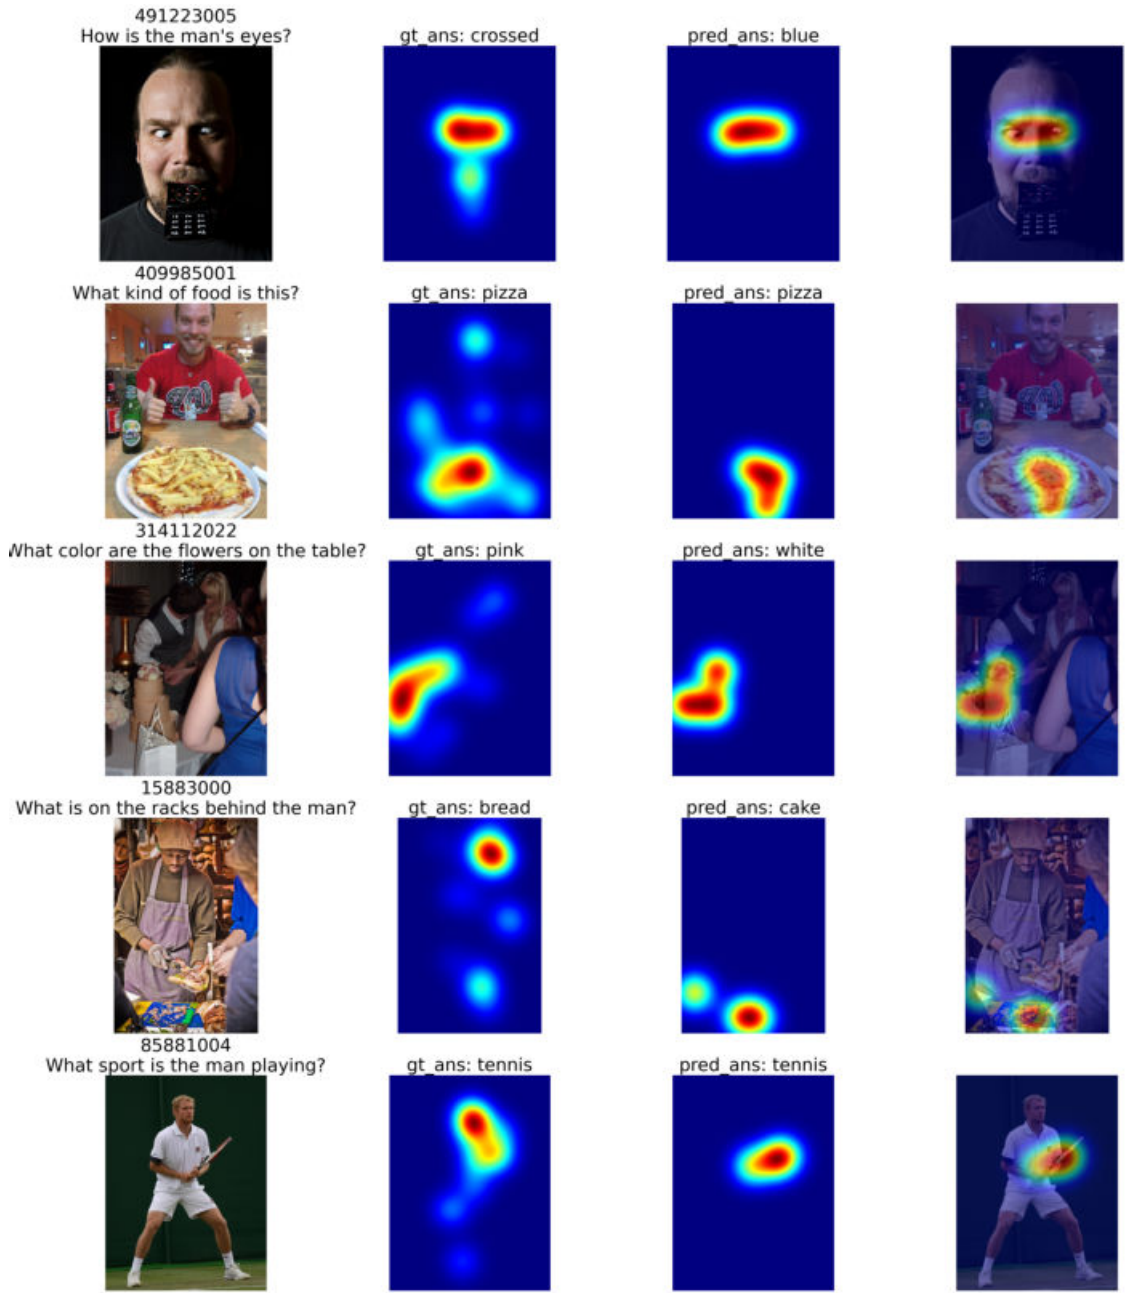 491223005
How is the man's eyes?
gt_ans: crossed
pred_ans: blue
409985001
What kind of food is this?
gt_ans: pizza
pred_ans: pizza
314112022
What color are the flowers on the table?
gt_ans: pink
pred_ans: white
15883000
What is on the racks behind the man?
gt_ans: bread
pred_ans: cake
85881004
What sport is the man playing?
gt_ans: tennis
pred_ans: tennis